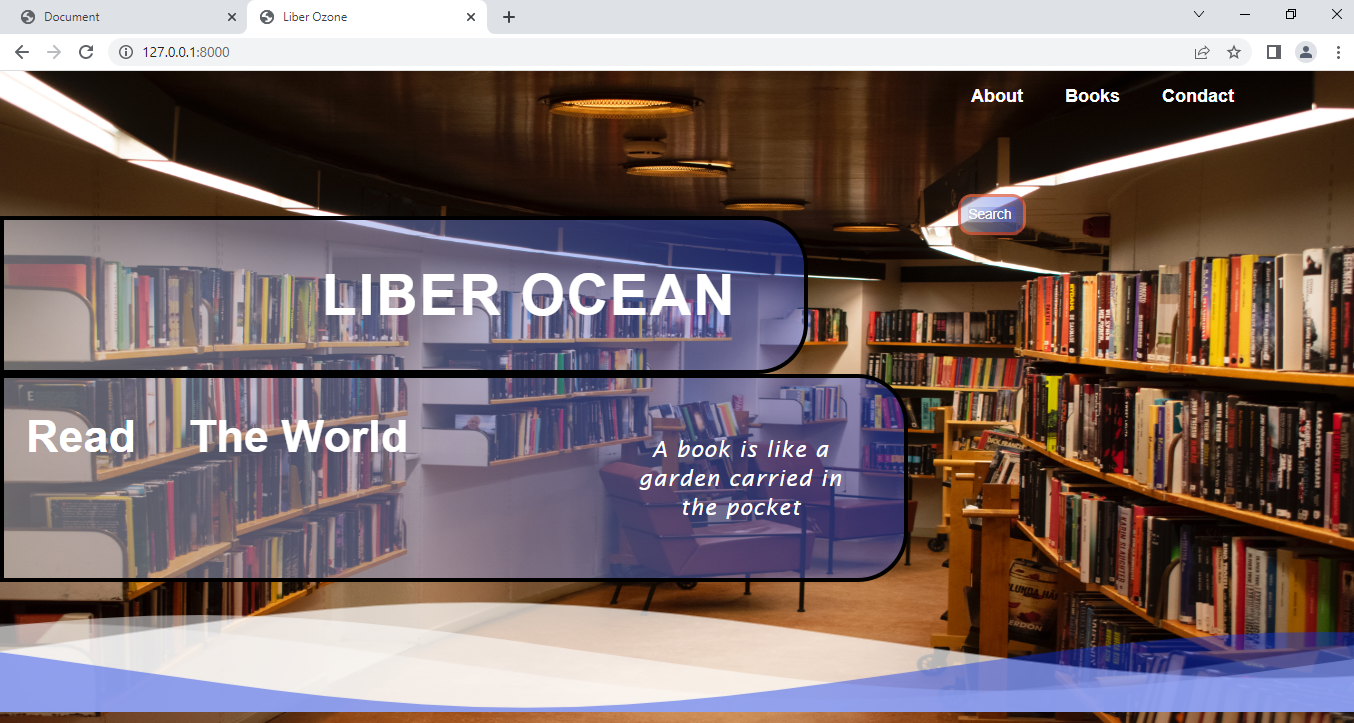 Document
Liber Ozone
127.0.0.1:8000
About Books Condact
Search
LIBER OCEAN
Read The World
A book is like a
garden carried in
the pocket